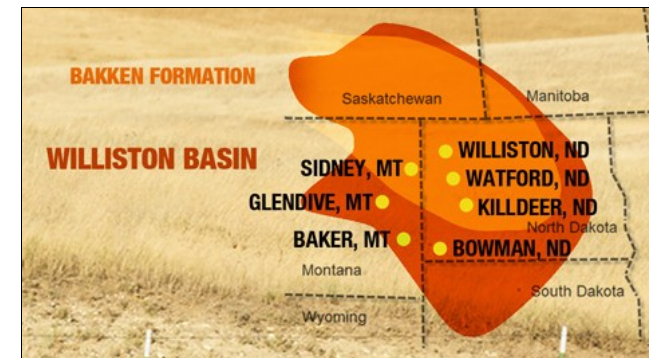 BAKKEN FORMATION
Saskatchewan
Manitoba
WILLISTON BASIN
WILLISTON, ND
SIDNEY, MT
WATFORD, ND
GLENDIVE, MT
KILLDEER, ND
North Dakota
BAKER, MT
BOWMAN, ND
Montana
South Dakota
Wyoming